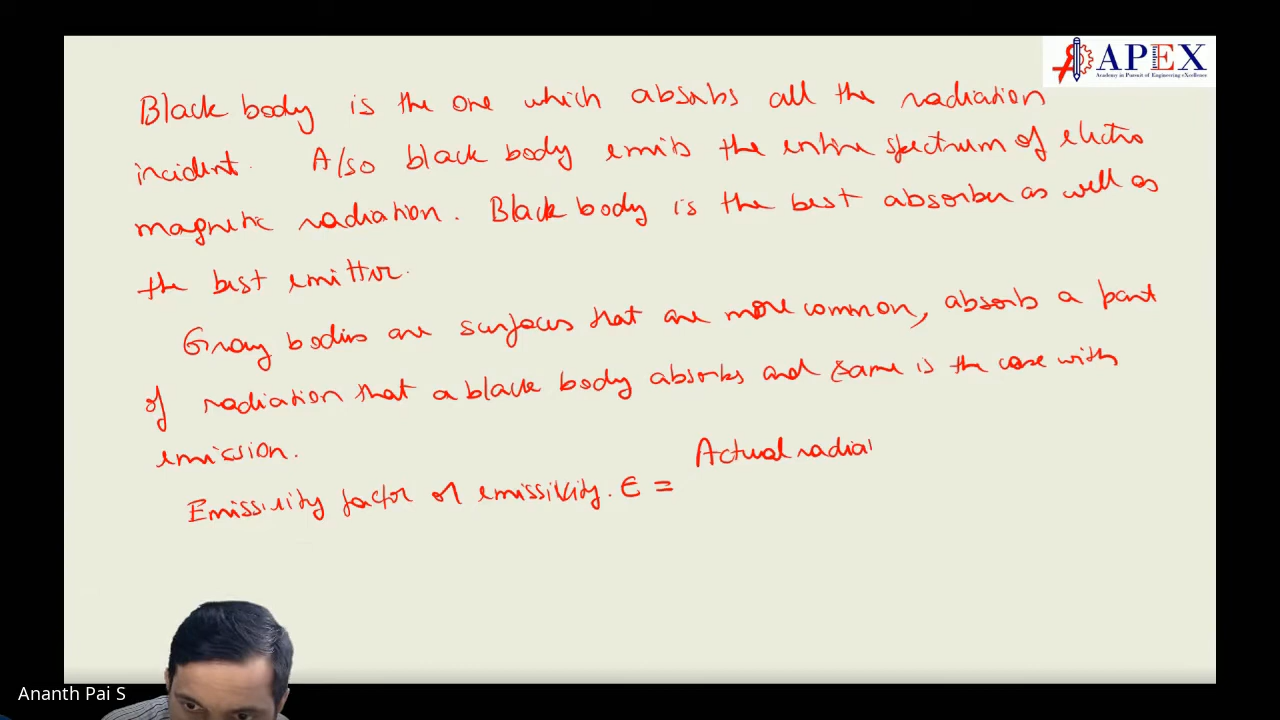 APEX
Academy in Pursuit of Engineering eXcellence
Black body is the one which absorbs all the radiation
incident. Also black body emits the entire spectrum of electro
magnetic radiation. Black body is the best absorber as well as
the best emitter.
Gray bodies are surfaces that are more common, absorb a part
of radiation that a black body absorbs and same is the case with
emission.
Actual radiat
Emissivity factor or emissivity. ϵ =
Ananth Pai S